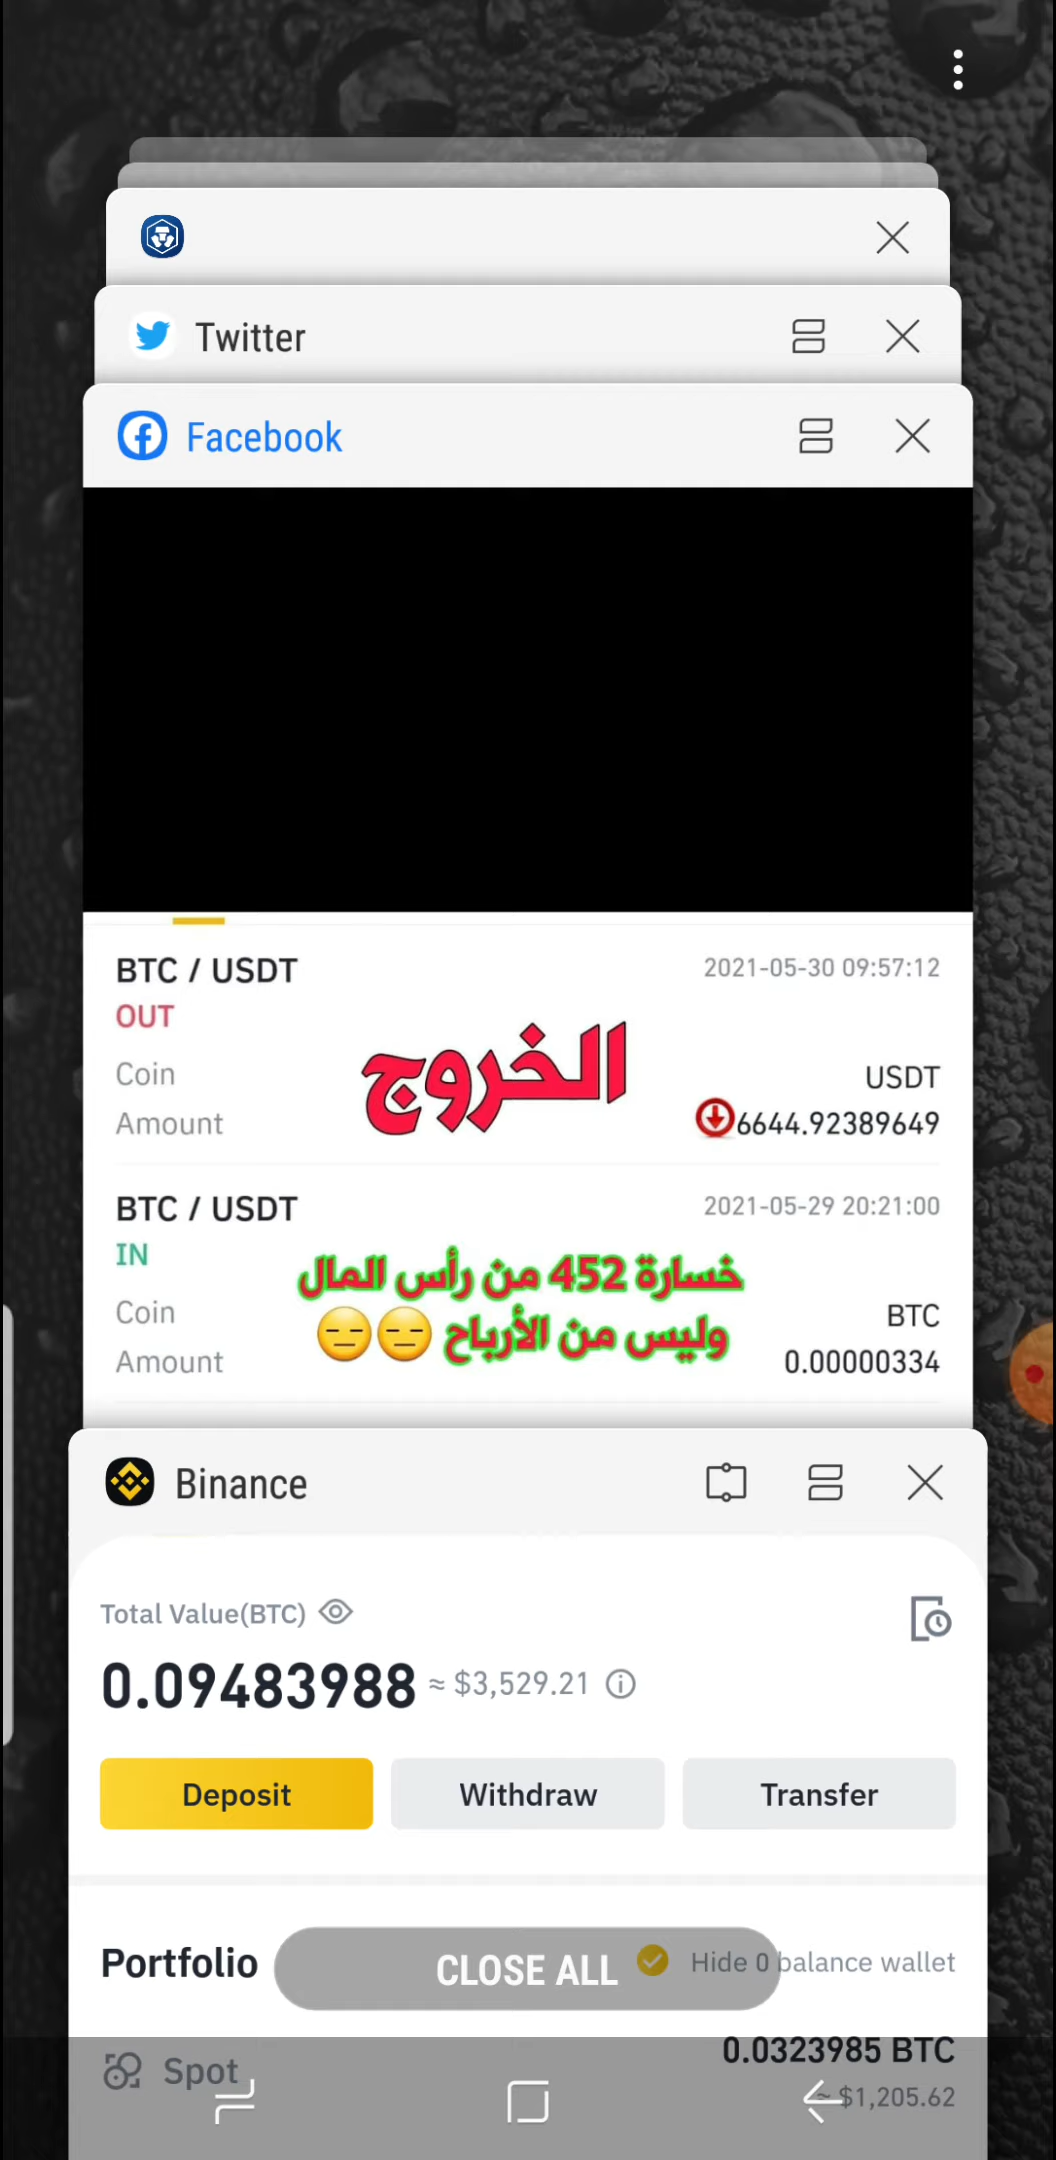 Twitter
Facebook
BTC / USDT
2021-05-30 09:57:12
OUT
الخروج
Coin
USDT
Amount
6644.92389649
BTC / USDT
2021-05-29 20:21:00
IN
خسارة 452 من رأس المال
وليس من الأرباح
Coin
BTC
Amount
0.00000334
Binance
Total Value(BTC)
0.09483988 ≈ $3,529.21
Deposit
Withdraw
Transfer
Portfolio
CLOSE ALL
Hide 0 balance wallet
Spot
0.0323985 BTC
≈ $1,205.62